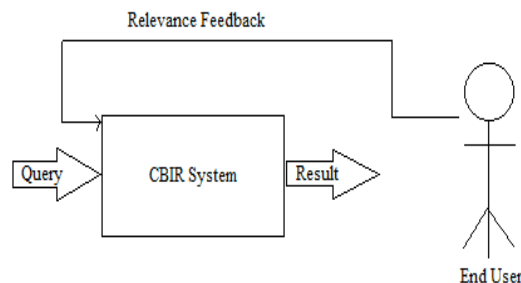 Relevance Feedback
Query
CBIR System
Result
End User